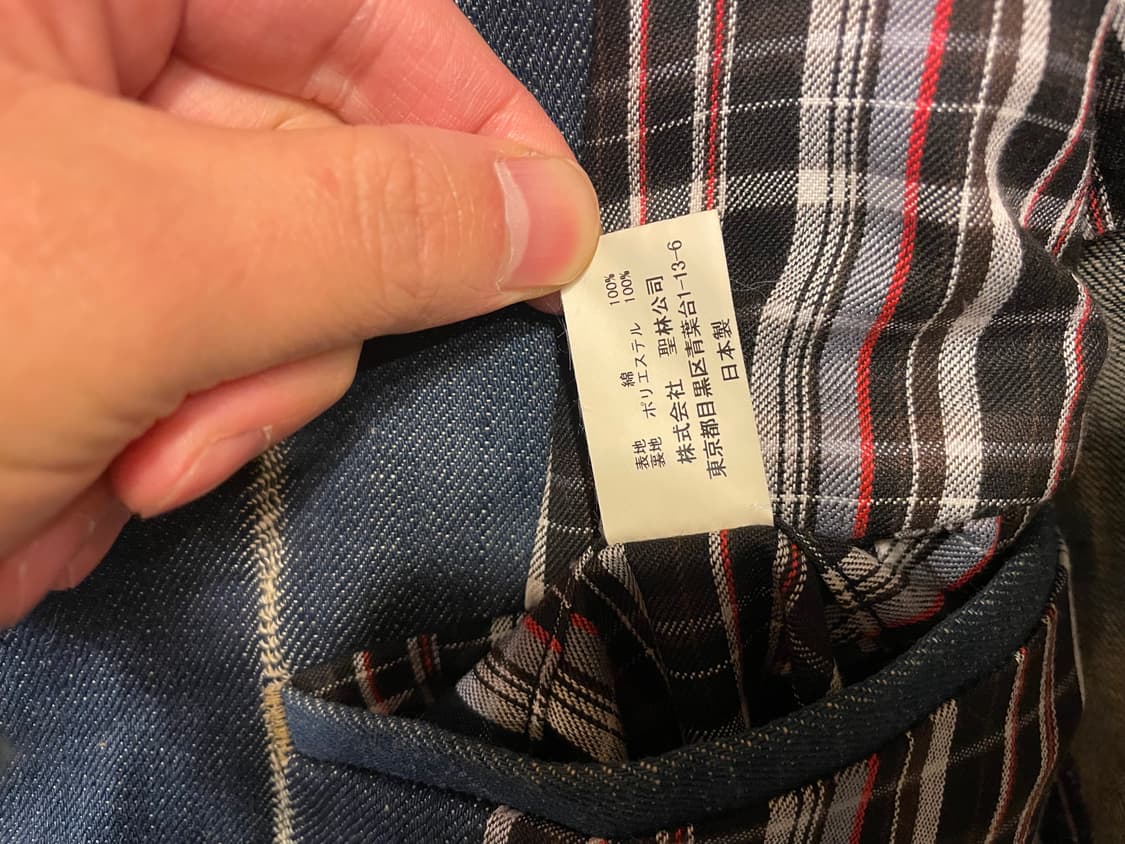 表地 綿 100%
裏地 ポリエステル 100%
株式会社 聖林公司
東京都目黒区青葉台1-13-6
日本製